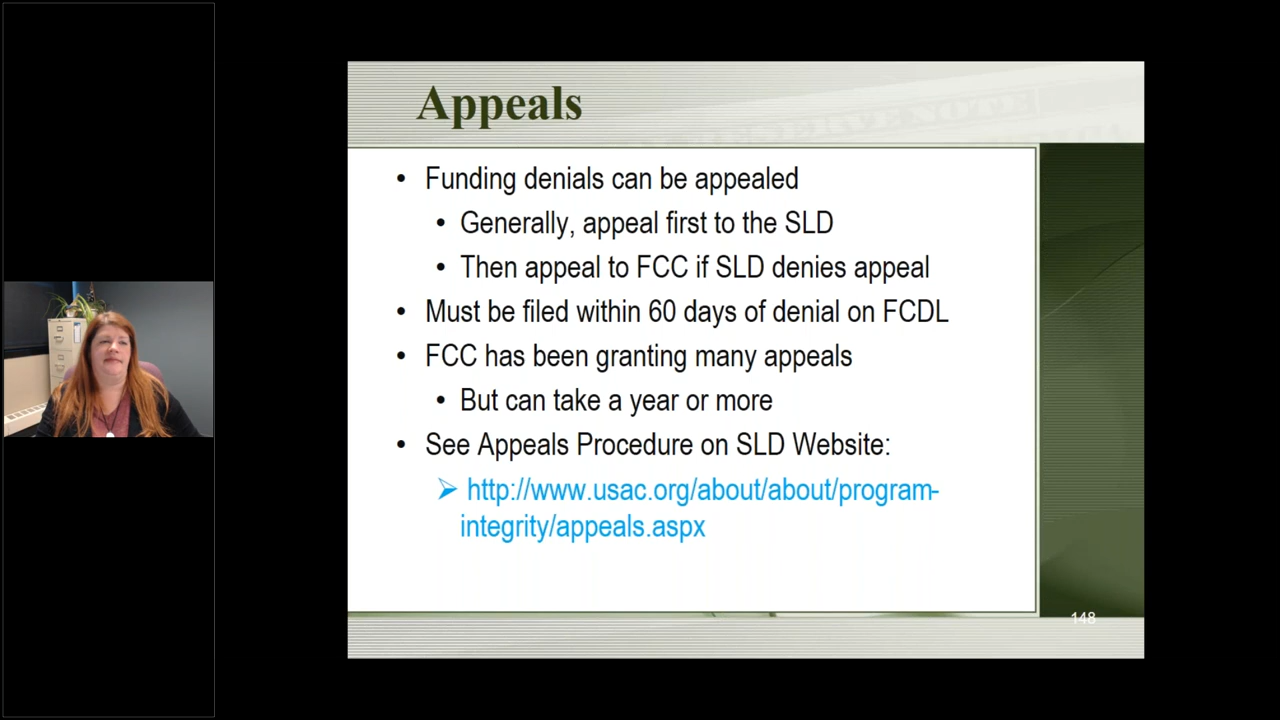 Appeals
• Funding denials can be appealed
• Generally, appeal first to the SLD
• Then appeal to FCC if SLD denies appeal
• Must be filed within 60 days of denial on FCDL
• FCC has been granting many appeals
• But can take a year or more
• See Appeals Procedure on SLD Website:
➢ http://www.usac.org/about/about/program-
integrity/appeals.aspx
148